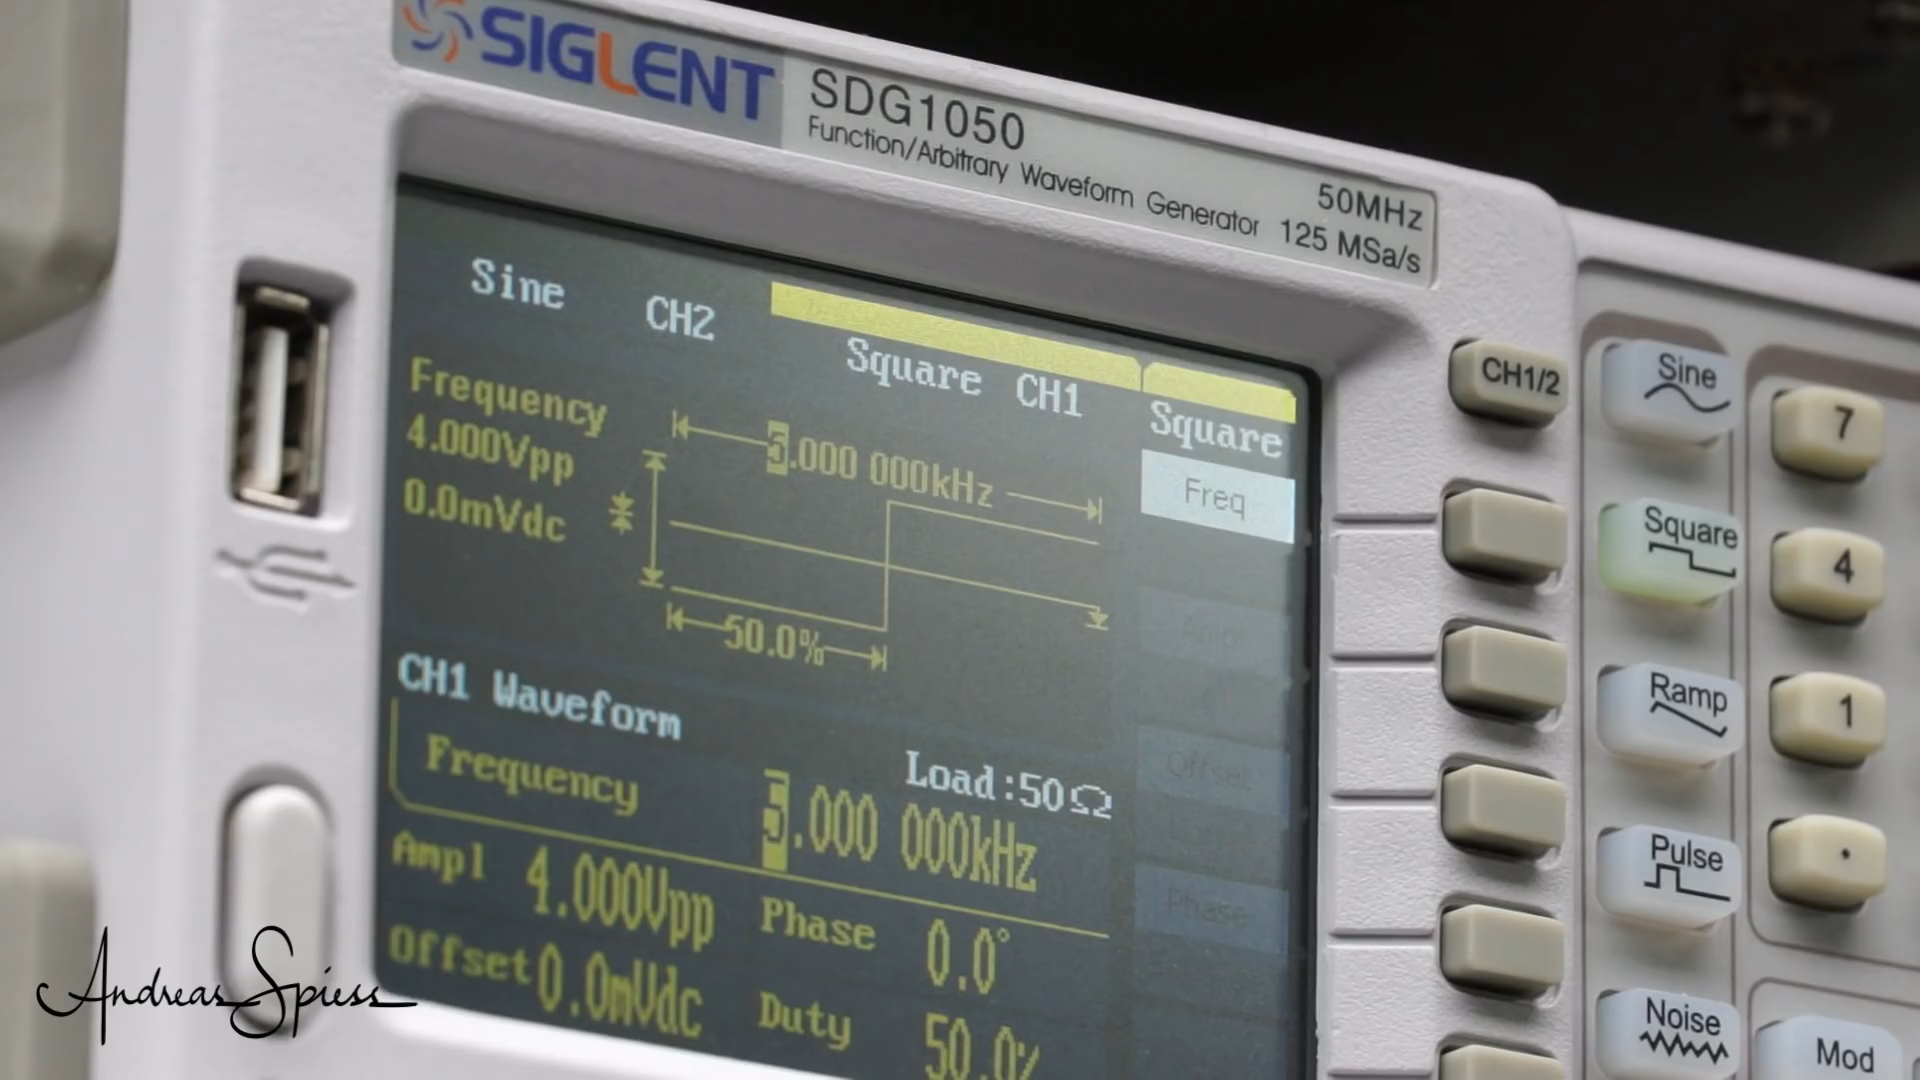 SIGLENT
SDG1050
Function/Arbitrary Waveform Generator
50MHz
125 MSa/s
Sine CH2
Square CH1
Square
Frequency
4.000Vpp
0.0mVdc
5.000 000kHz
50.0%
Freq
Ampl
Offset
Phase
CH1 Waveform
Load:50Ω
Frequency 5.000 000kHz
Ampl 4.000Vpp Phase 0.0°
Offset 0.0mVdc Duty 50.0%
CH1/2
Sine
Square
Ramp
Pulse
Noise
7
4
1
.
Mod
Andreas Spiess